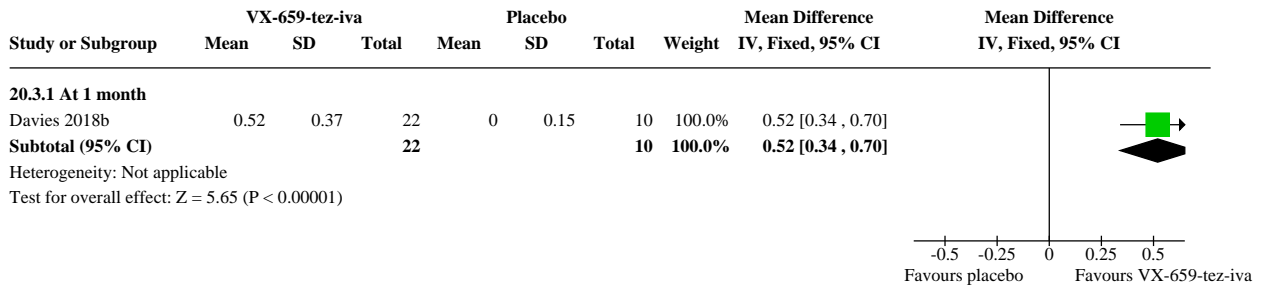 VX-659-tez-iva Placebo Mean Difference Mean Difference
Study or Subgroup Mean SD Total Mean SD Total Weight IV, Fixed, 95% CI IV, Fixed, 95% CI
20.3.1 At 1 month
Davies 2018b 0.52 0.37 22 0 0.15 10 100.0% 0.52 [0.34 , 0.70]
Subtotal (95% CI) 22 10 100.0% 0.52 [0.34 , 0.70]
Heterogeneity: Not applicable
Test for overall effect: Z = 5.65 (P < 0.00001)
-0.5 -0.25 0 0.25 0.5
Favours placebo Favours VX-659-tez-iva